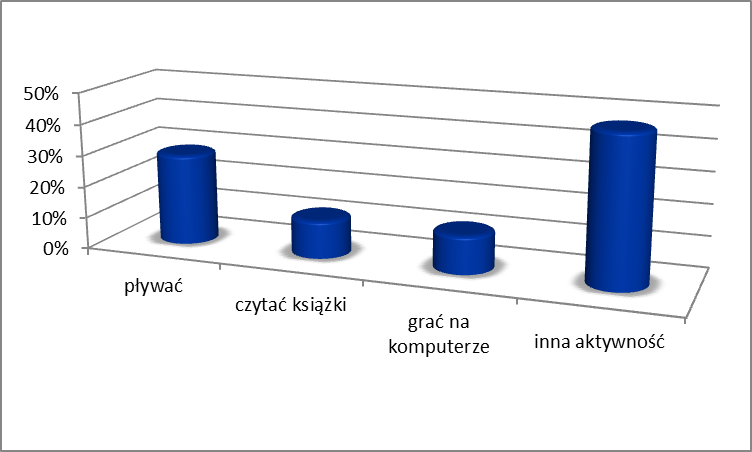 50%
40%
30%
20%
10%
0%
pływać
czytać książki
grać na
komputerze
inna aktywność